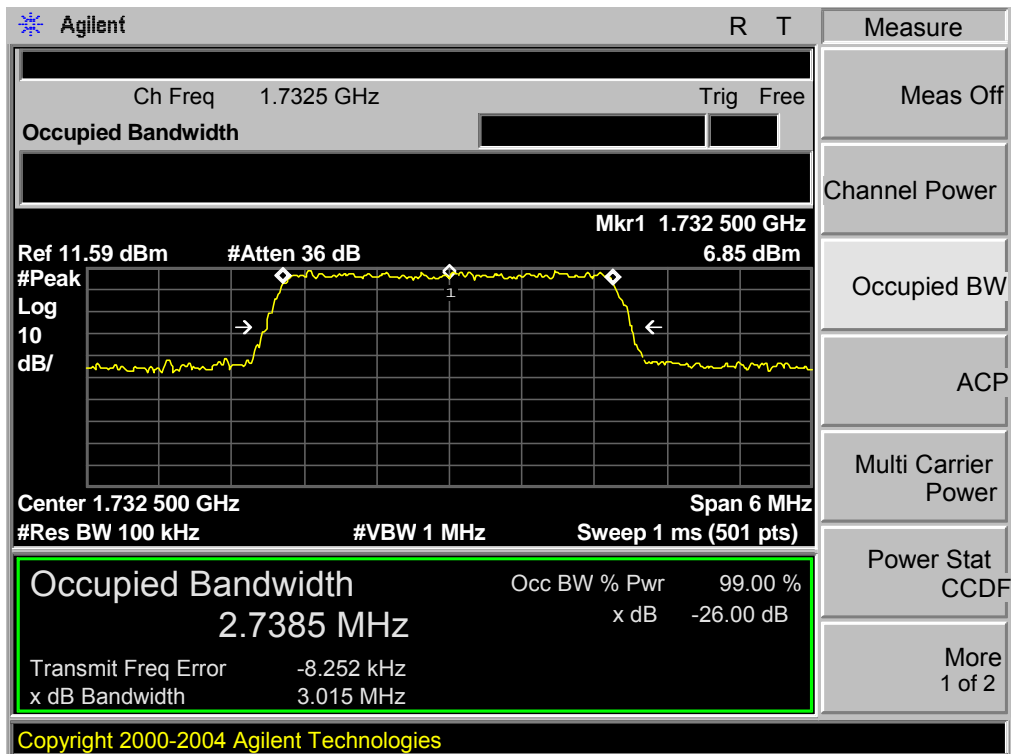 Agilent R T Measure
Ch Freq 1.7325 GHz Trig Free
Occupied Bandwidth
Meas Off
Channel Power
Mkr1 1.732 500 GHz
Ref 11.59 dBm #Atten 36 dB 6.85 dBm
#Peak
Log
10
dB/
1
Occupied BW
ACP
Multi Carrier
Power
Center 1.732 500 GHz Span 6 MHz
#Res BW 100 kHz #VBW 1 MHz Sweep 1 ms (501 pts)
Occupied Bandwidth Occ BW % Pwr 99.00 %
2.7385 MHz x dB -26.00 dB
Transmit Freq Error -8.252 kHz
x dB Bandwidth 3.015 MHz
Power Stat
CCDF
More
1 of 2
Copyright 2000-2004 Agilent Technologies